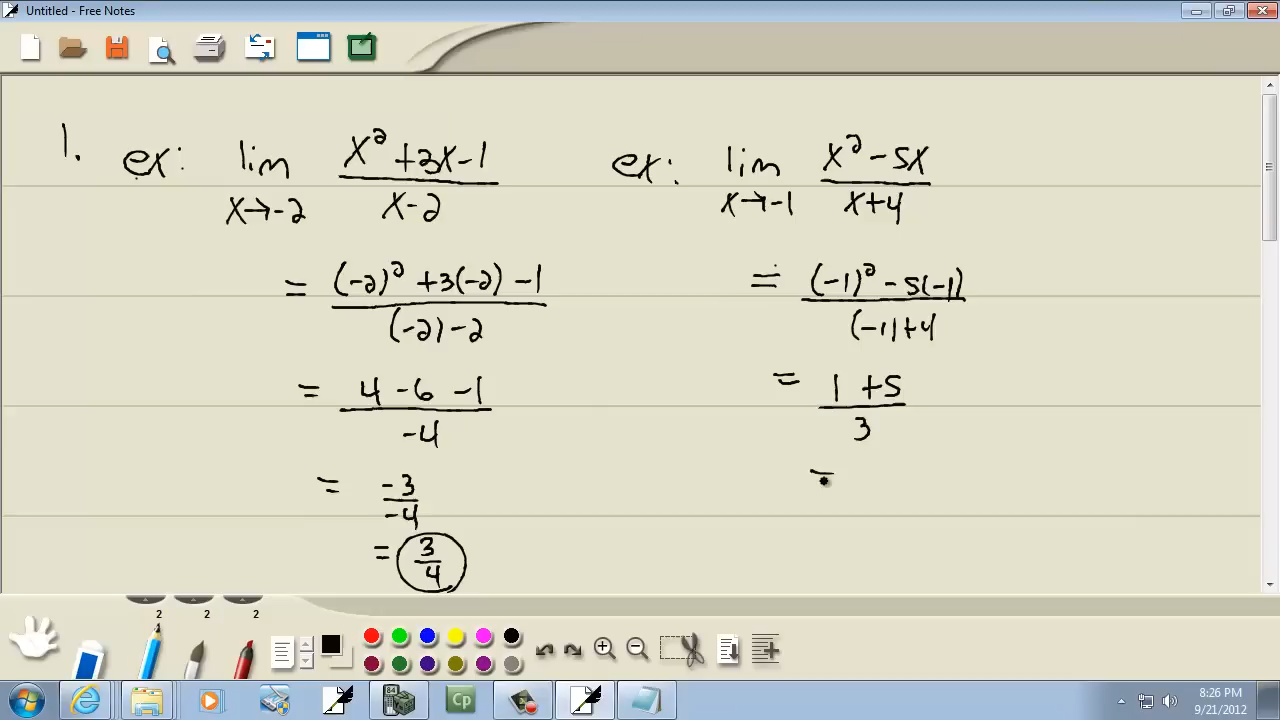 Untitled - Free Notes
1. ex: lim x→-2 (x² + 3x - 1)/(x - 2)
= ((-2)² + 3(-2) - 1)/((-2) - 2)
= (4 - 6 - 1)/(-4)
= -3/-4
= 3/4
ex: lim x→-1 (x² - 5x)/(x + 4)
= ((-1)² - 5(-1))/((-1) + 4)
= (1 + 5)/3
=
2 2 2
84
Cp
8:26 PM
9/21/2012